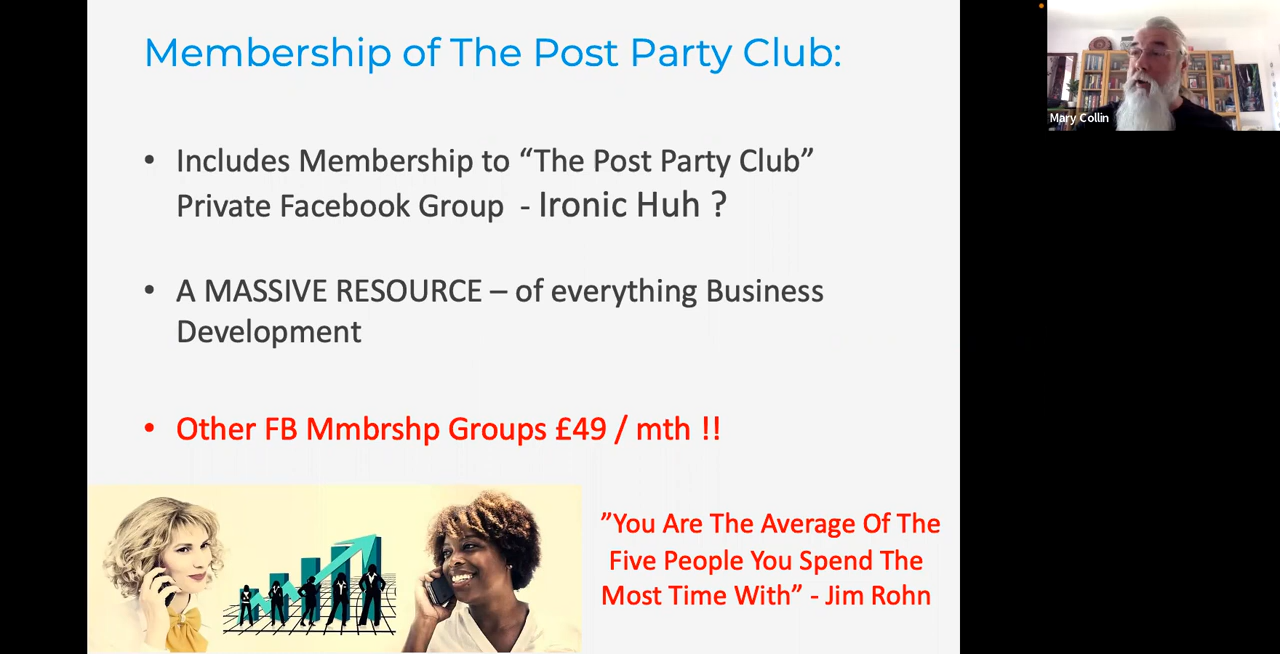 Membership of The Post Party Club:
• Includes Membership to “The Post Party Club”
Private Facebook Group - Ironic Huh ?
• A MASSIVE RESOURCE – of everything Business
Development
• Other FB Mmbrshp Groups £49 / mth !!
”You Are The Average Of The
Five People You Spend The
Most Time With” - Jim Rohn
Mary Collin